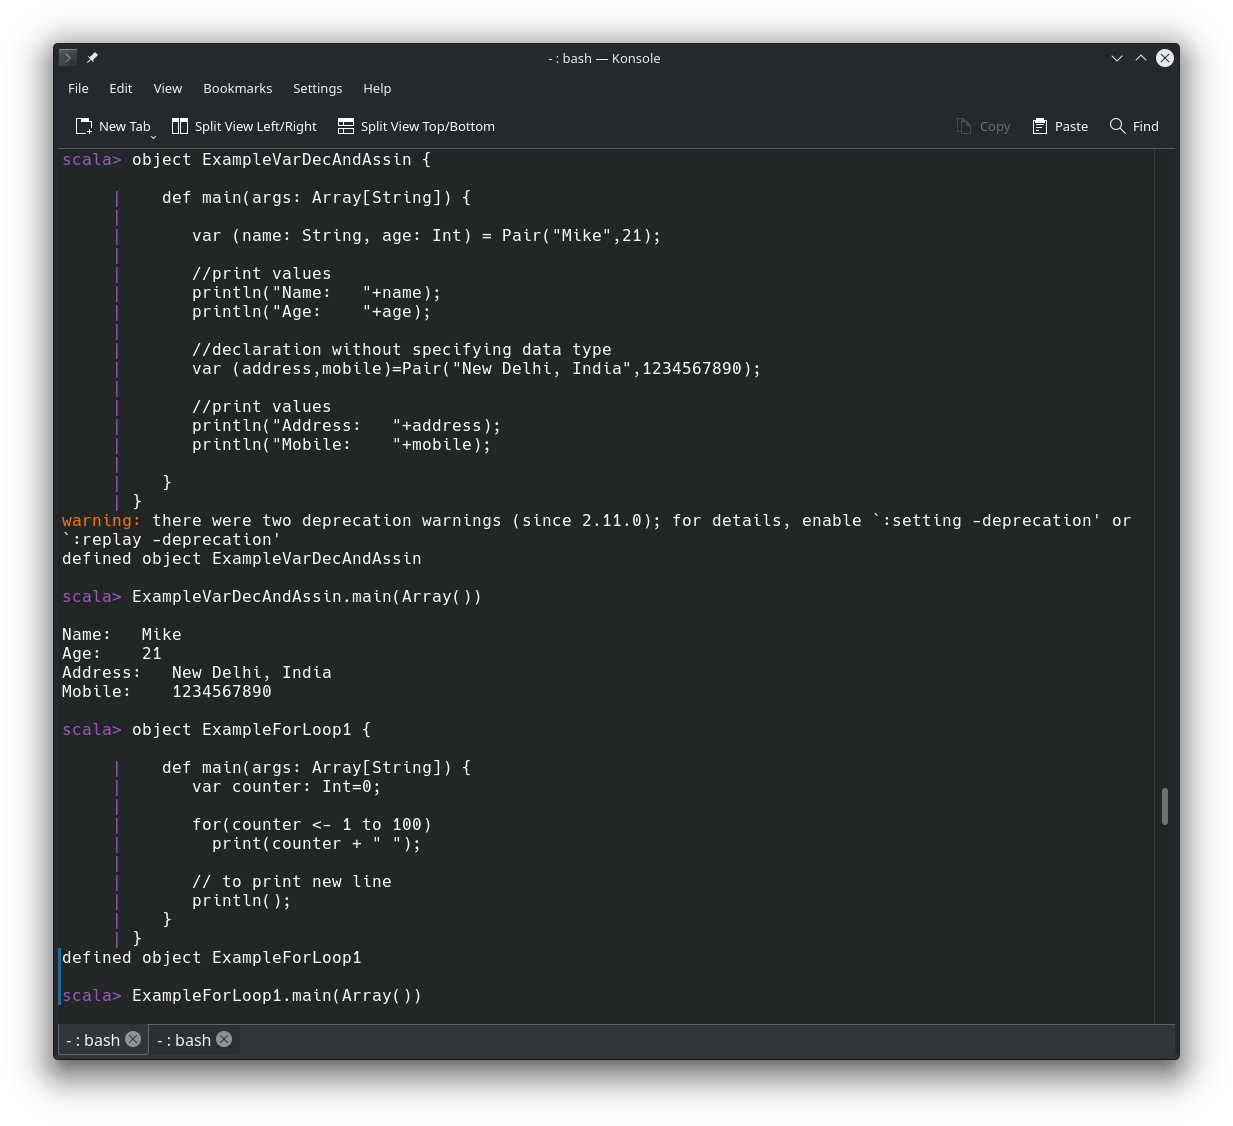 - : bash — Konsole
File Edit View Bookmarks Settings Help
New Tab Split View Left/Right Split View Top/Bottom Copy Paste Find
scala> object ExampleVarDecAndAssin {
|    def main(args: Array[String]) {
|
|       var (name: String, age: Int) = Pair("Mike",21);
|
|       //print values
|       println("Name:   "+name);
|       println("Age:    "+age);
|
|       //declaration without specifying data type
|       var (address,mobile)=Pair("New Delhi, India",1234567890);
|
|       //print values
|       println("Address:   "+address);
|       println("Mobile:    "+mobile);
|
|    }
| }
warning: there were two deprecation warnings (since 2.11.0); for details, enable `:setting -deprecation' or
`:replay -deprecation'
defined object ExampleVarDecAndAssin
scala> ExampleVarDecAndAssin.main(Array())
Name:   Mike
Age:    21
Address:   New Delhi, India
Mobile:    1234567890
scala> object ExampleForLoop1 {
|    def main(args: Array[String]) {
|       var counter: Int=0;
|
|       for(counter <- 1 to 100)
|         print(counter + " ");
|
|       // to print new line
|       println();
|    }
| }
defined object ExampleForLoop1
scala> ExampleForLoop1.main(Array())
- : bash - : bash